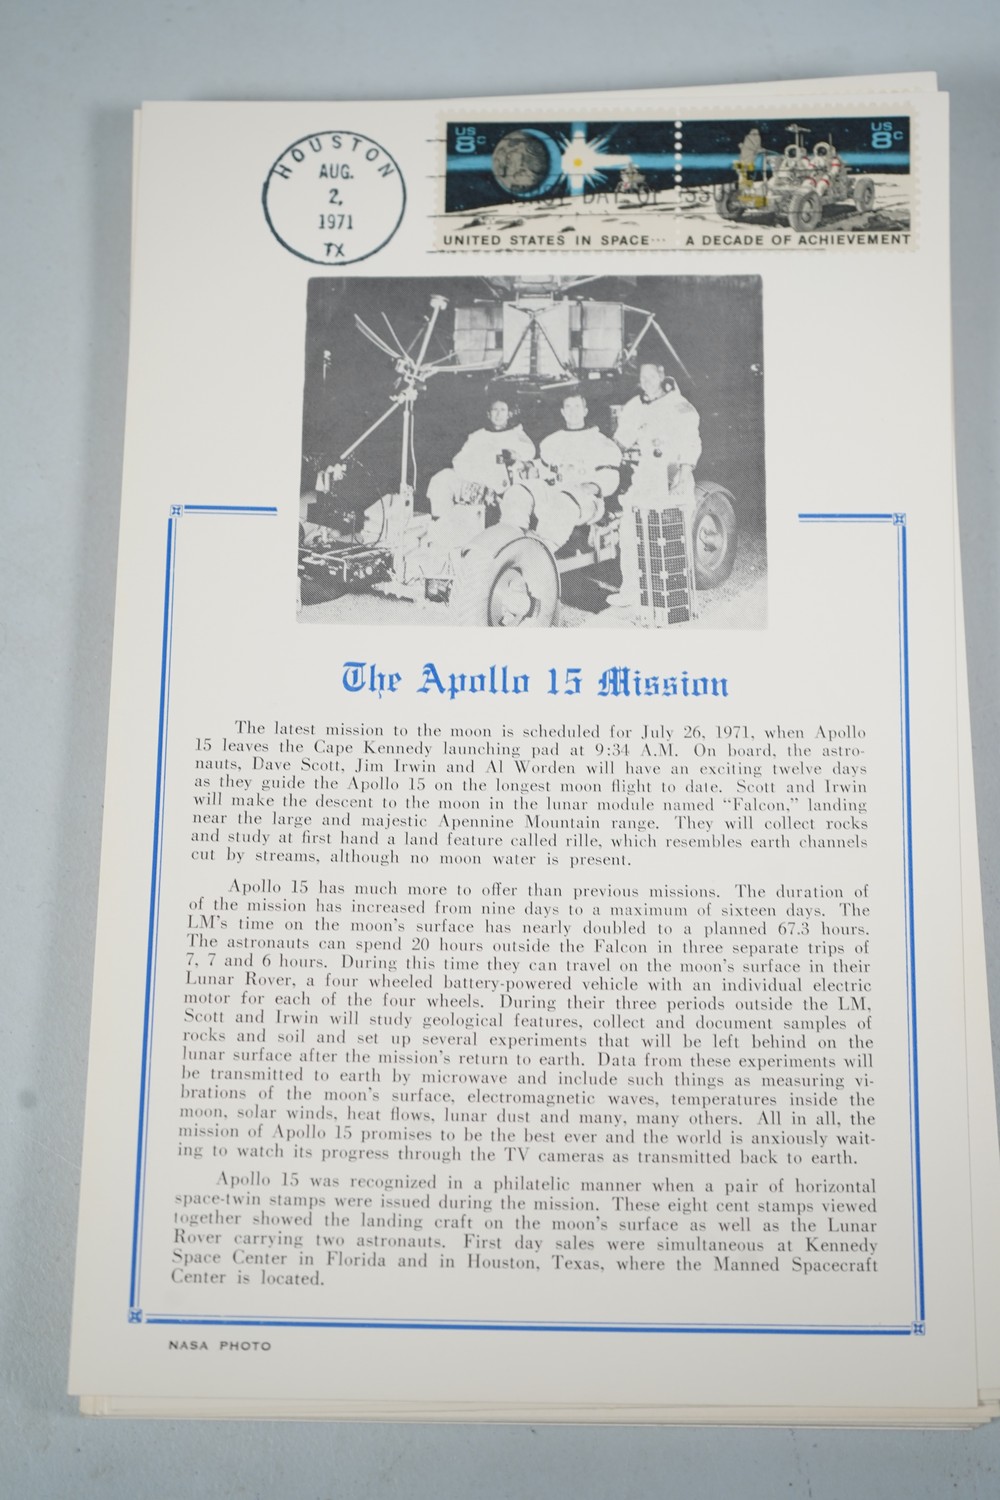 HOUSTON
AUG.
2,
1971
TX
US
8c
US
8c
DAY OF ISSU
UNITED STATES IN SPACE...
A DECADE OF ACHIEVEMENT
The Apollo 15 Mission
The latest mission to the moon is scheduled for July 26, 1971, when Apollo
15 leaves the Cape Kennedy launching pad at 9:34 A.M. On board, the astro-
nauts, Dave Scott, Jim Irwin and Al Worden will have an exciting twelve days
as they guide the Apollo 15 on the longest moon flight to date. Scott and Irwin
will make the descent to the moon in the lunar module named “Falcon,” landing
near the large and majestic Apennine Mountain range. They will collect rocks
and study at first hand a land feature called rille, which resembles earth channels
cut by streams, although no moon water is present.
Apollo 15 has much more to offer than previous missions. The duration of
of the mission has increased from nine days to a maximum of sixteen days. The
LM's time on the moon's surface has nearly doubled to a planned 67.3 hours.
The astronauts can spend 20 hours outside the Falcon in three separate trips of
7, 7 and 6 hours. During this time they can travel on the moon's surface in their
Lunar Rover, a four wheeled battery-powered vehicle with an individual electric
motor for each of the four wheels. During their three periods outside the LM,
Scott and Irwin will study geological features, collect and document samples of
rocks and soil and set up several experiments that will be left behind on the
lunar surface after the mission's return to earth. Data from these experiments will
be transmitted to earth by microwave and include such things as measuring vi-
brations of the moon's surface, electromagnetic waves, temperatures inside the
moon, solar winds, heat flows, lunar dust and many, many others. All in all, the
mission of Apollo 15 promises to be the best ever and the world is anxiously wait-
ing to watch its progress through the TV cameras as transmitted back to earth.
Apollo 15 was recognized in a philatelic manner when a pair of horizontal
space-twin stamps were issued during the mission. These eight cent stamps viewed
together showed the landing craft on the moon's surface as well as the Lunar
Rover carrying two astronauts. First day sales were simultaneous at Kennedy
Space Center in Florida and in Houston, Texas, where the Manned Spacecraft
Center is located.
NASA PHOTO